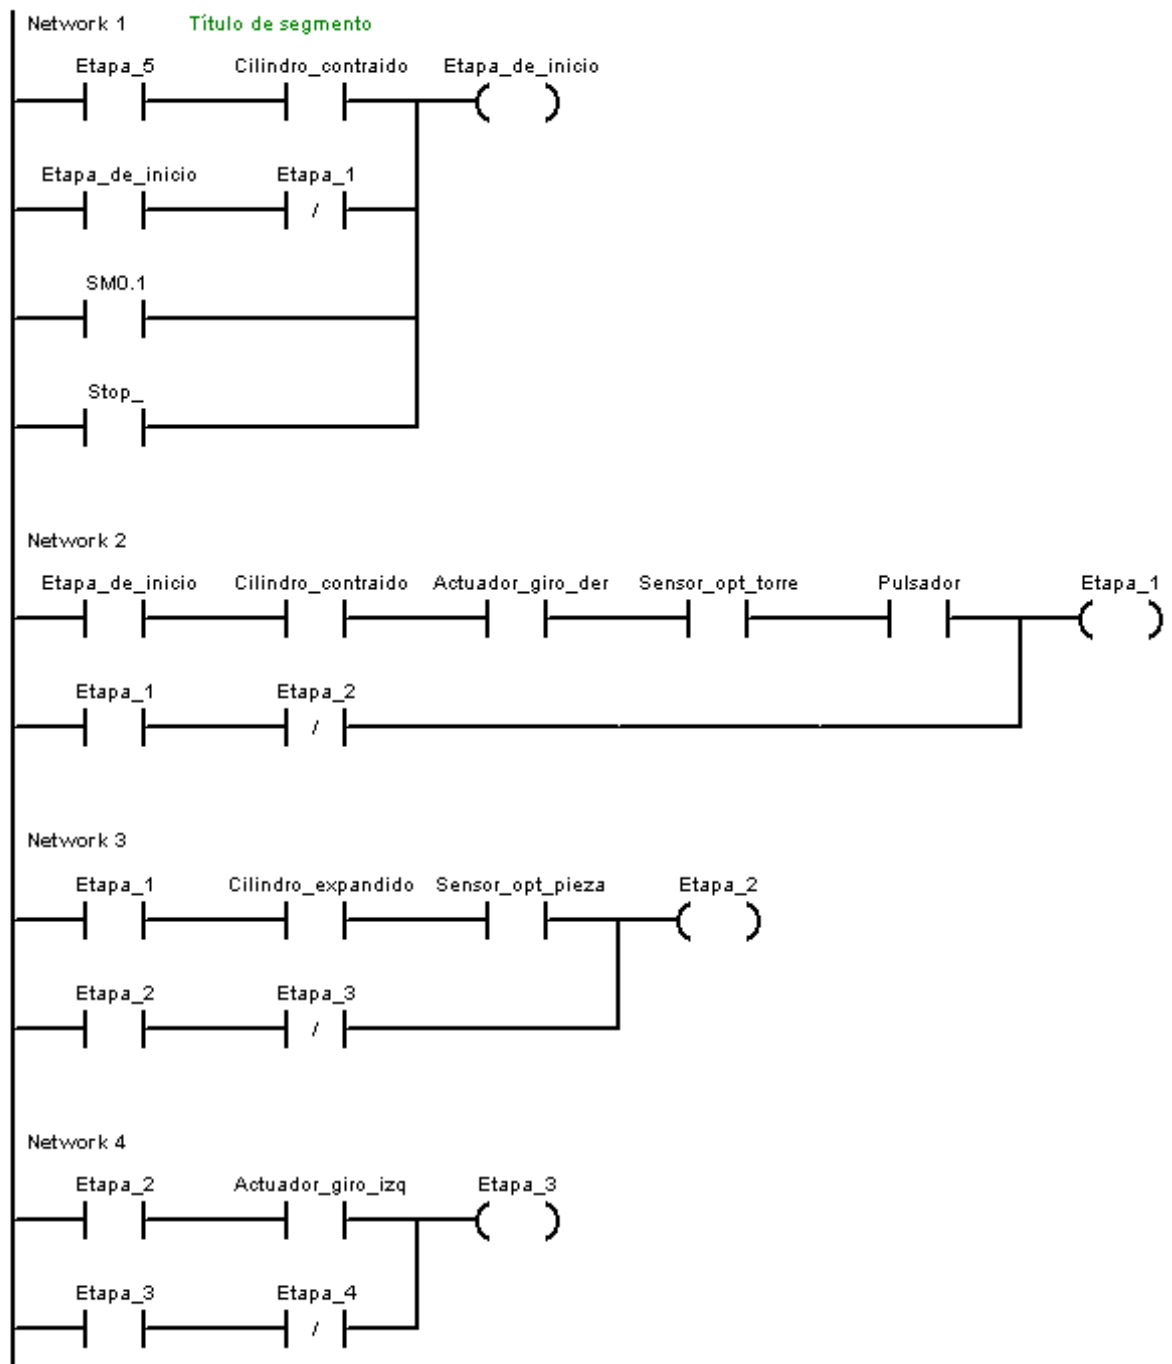 Network 1 Título de segmento
Etapa_5 Cilindro_contraido Etapa_de_inicio
Etapa_de_inicio Etapa_1
/
SM0.1
Stop_
Network 2
Etapa_de_inicio Cilindro_contraido Actuador_giro_der Sensor_opt_torre Pulsador Etapa_1
Etapa_1 Etapa_2
/
Network 3
Etapa_1 Cilindro_expandido Sensor_opt_pieza Etapa_2
Etapa_2 Etapa_3
/
Network 4
Etapa_2 Actuador_giro_izq Etapa_3
Etapa_3 Etapa_4
/